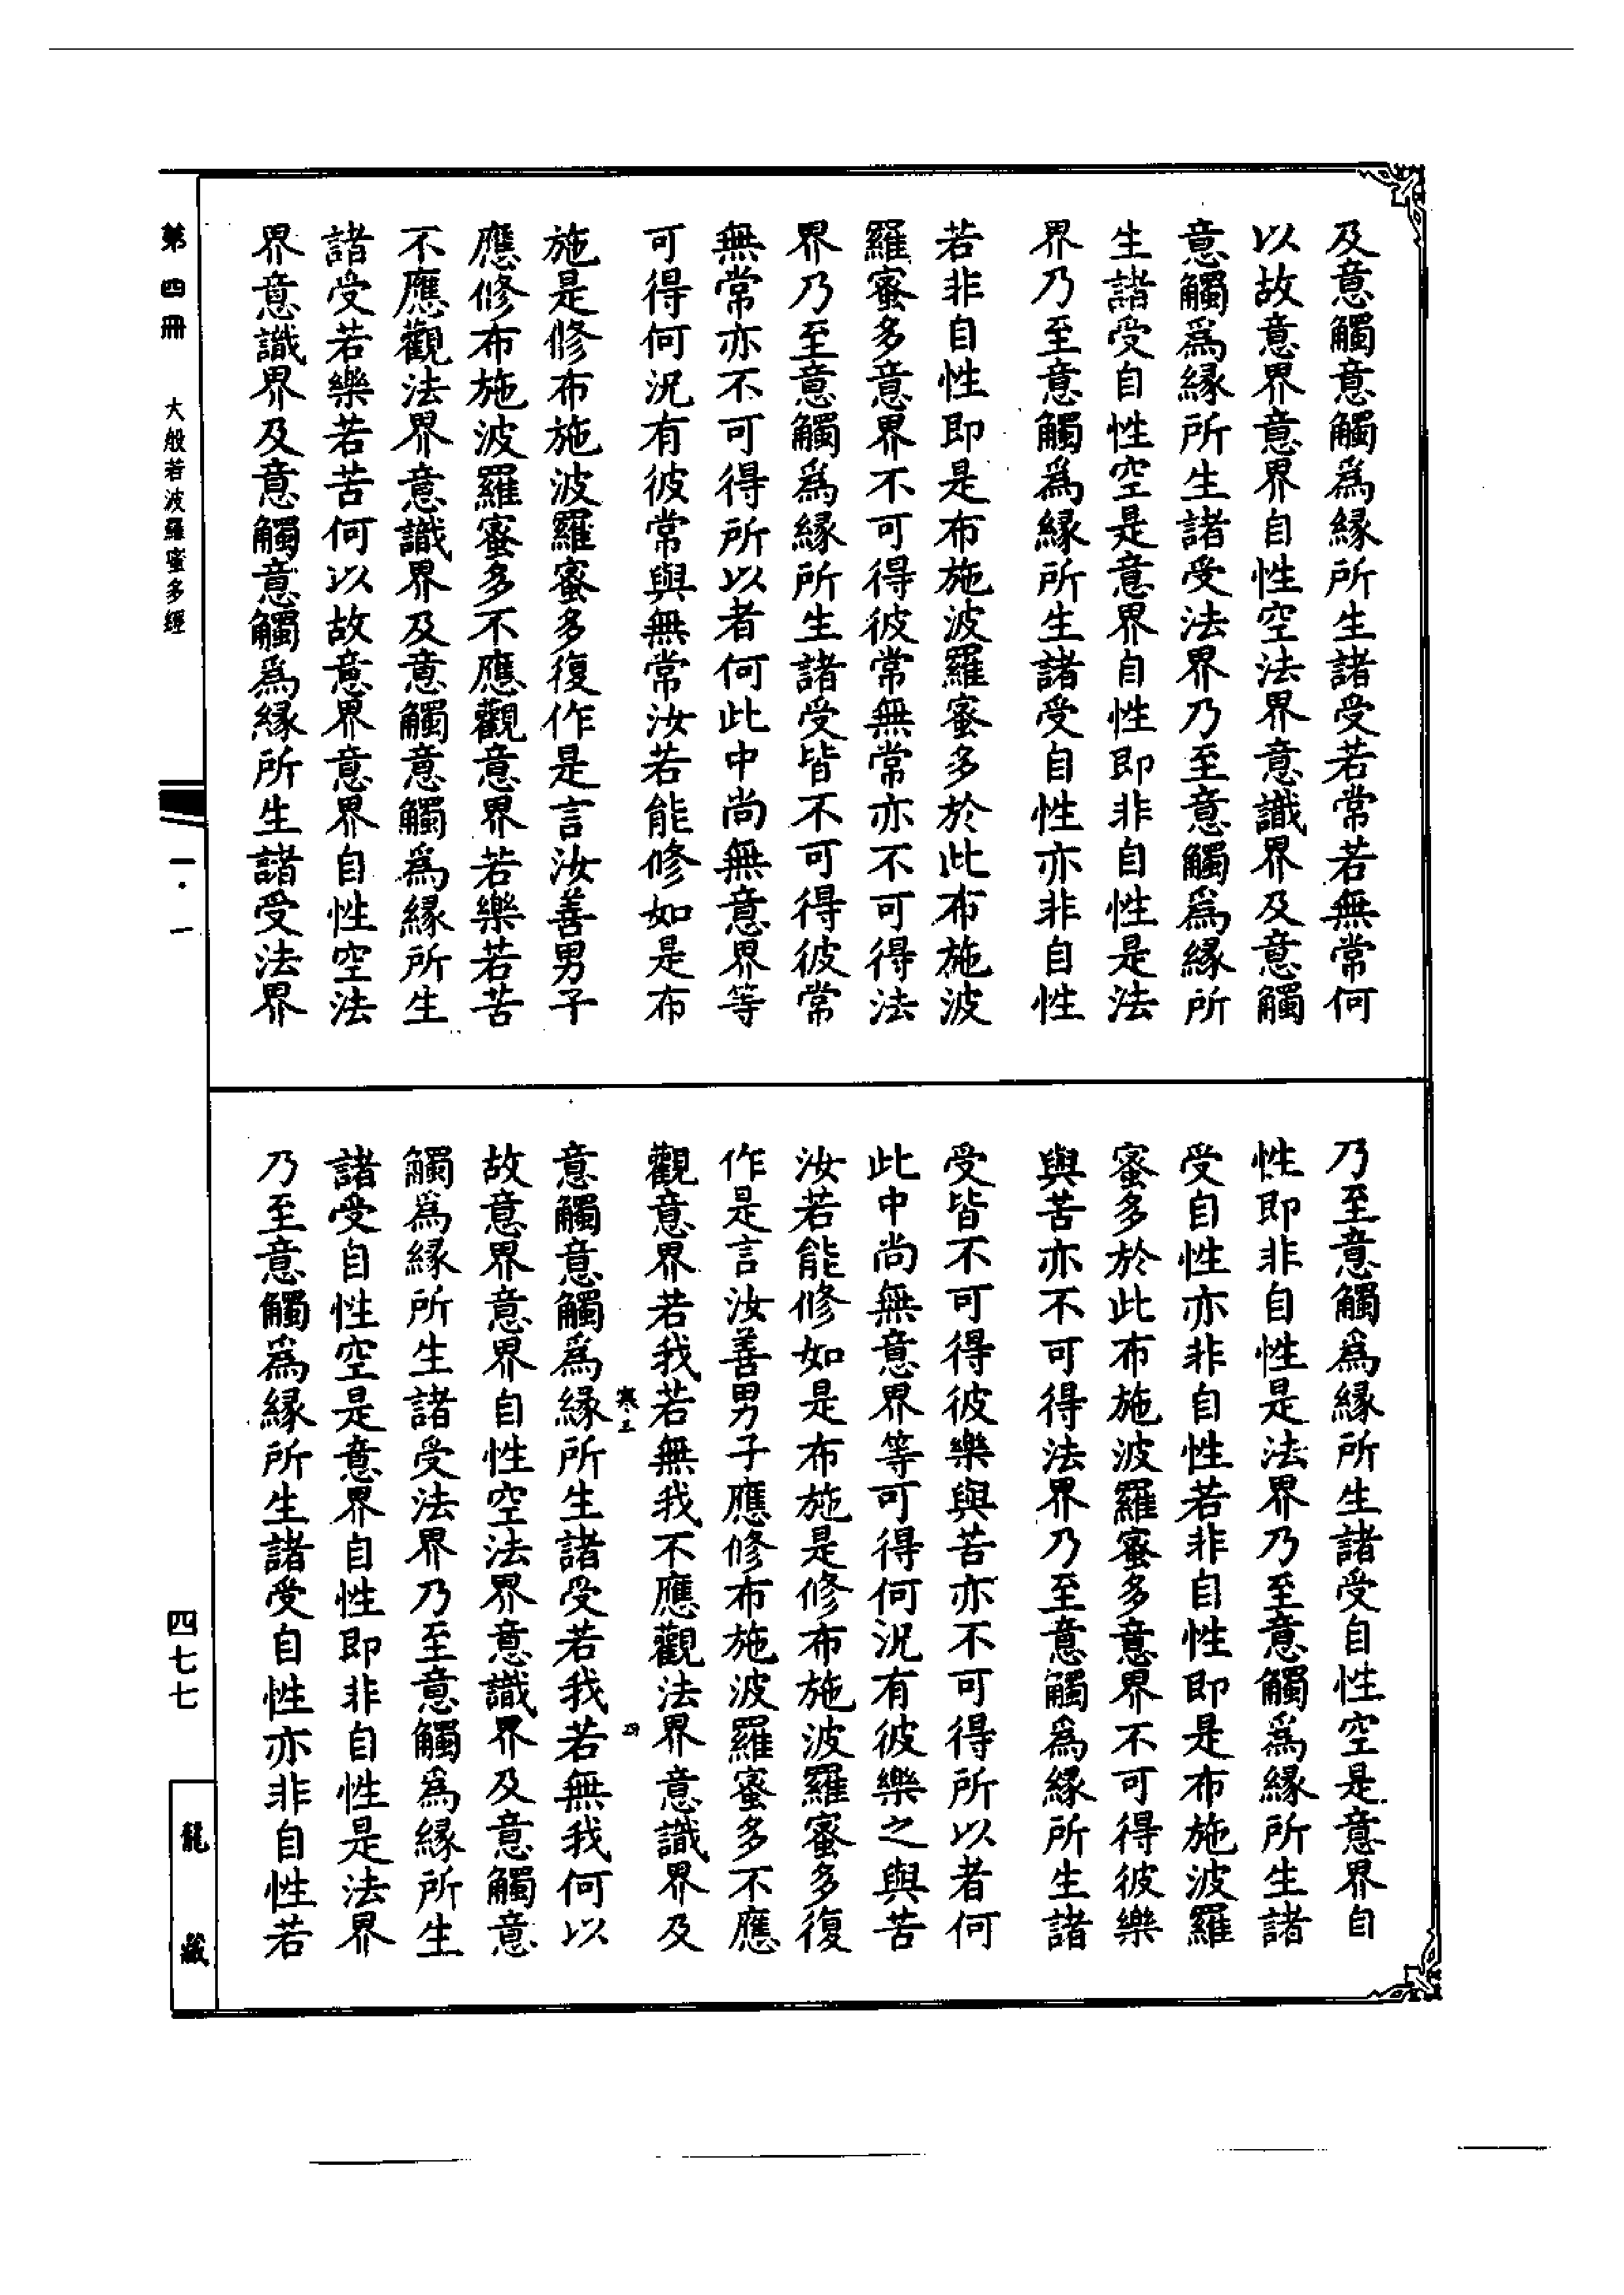 及意觸意觸爲緣所生諸受若常若無常何
以故意界意界自性空法界意識界及意觸
意觸爲緣所生諸受法界乃至意觸爲緣所
生諸受自性空是意界自性即非自性是法
界乃至意觸爲緣所生諸受自性亦非自性
若非自性即是布施波羅蜜多於此布施波
羅蜜多意界不可得彼常無常亦不可得法
界乃至意觸爲緣所生諸受皆不可得彼常
無常亦不可得所以者何此中尚無意界等
可得何況有彼常與無常汝若能修如是布
施是修布施波羅蜜多復作是言汝善男子
應修布施波羅蜜多不應觀意界若樂若苦
不應觀法界意識界及意觸意觸爲緣所生
諸受若樂若苦何以故意界意界自性空法
界意識界及意觸意觸爲緣所生諸受法界
乃至意觸爲緣所生諸受自性空是意界自
性即非自性是法界乃至意觸爲緣所生諸
受自性亦非自性若非自性即是布施波羅
蜜多於此布施波羅蜜多意界不可得彼樂
與苦亦不可得法界乃至意觸爲緣所生諸
受皆不可得彼樂與苦亦不可得所以者何
此中尚無意界等可得何況有彼樂之與苦
汝若能修如是布施是修布施波羅蜜多復
作是言汝善男子應修布施波羅蜜多不應
觀意界若我若無我不應觀法界意識界及
寒五 四
意觸意觸爲緣所生諸受若我若無我何以
故意界意界自性空法界意識界及意觸意
觸爲緣所生諸受法界乃至意觸爲緣所生
諸受自性空是意界自性即非自性是法界
乃至意觸爲緣所生諸受自性亦非自性若
第四冊 大般若波羅蜜多經 一·一 四七七 龍藏